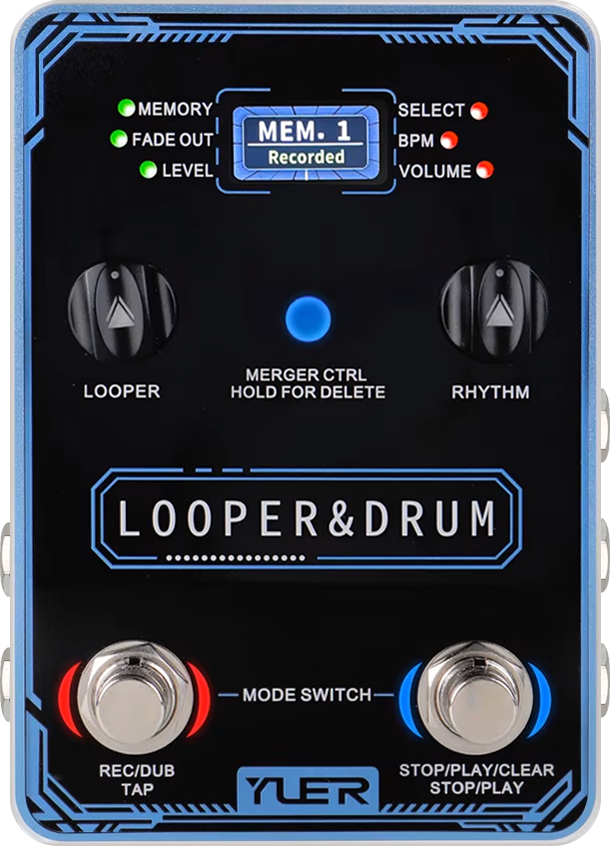 MEMORY
FADE OUT
LEVEL
MEM. 1
Recorded
SELECT
BPM
VOLUME
LOOPER
MERGER CTRL
HOLD FOR DELETE
RHYTHM
LOOPER&DRUM
MODE SWITCH
REC/DUB
TAP
STOP/PLAY/CLEAR
STOP/PLAY
YUER